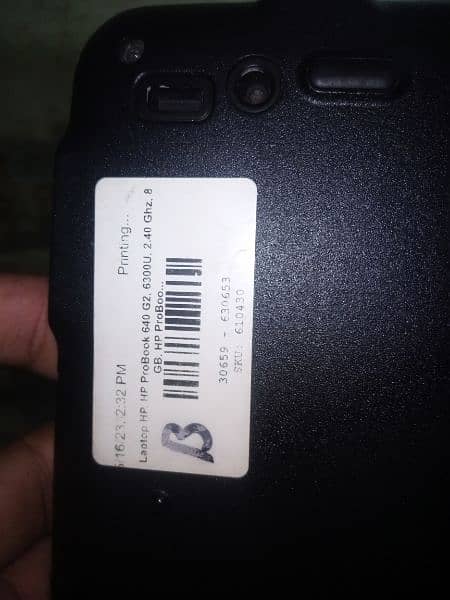 5.16.23, 2:32 PM Printing...
Laptop HP, HP ProBook 640 G2, 6300U, 2.40 Ghz, 8
GB, HP ProBoo...
30659 - 630653
SKU: 610430